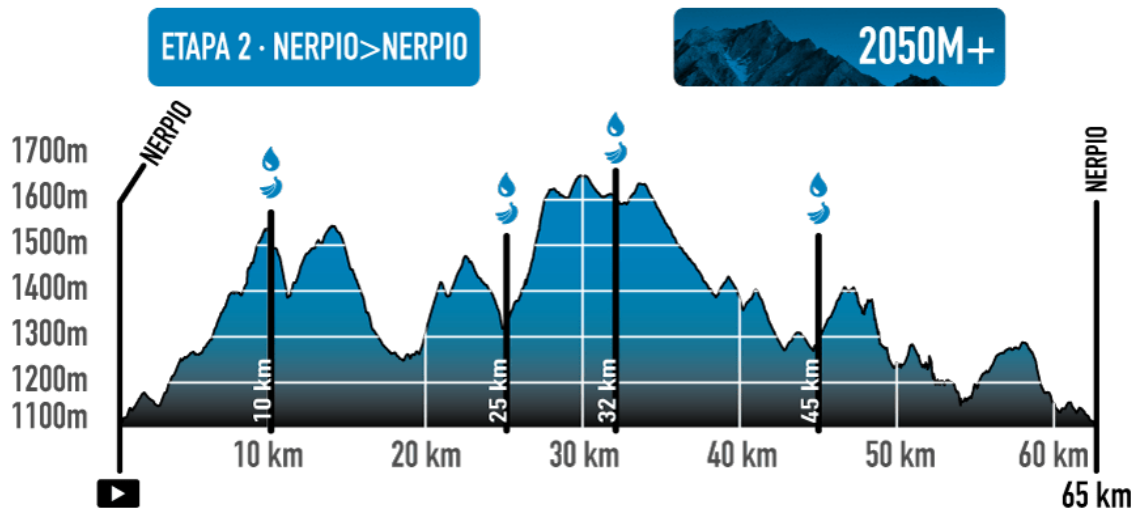 ETAPA 2 · NERPIO>NERPIO
2050M+
NERPIO
NERPIO
1700m
1600m
1500m
1400m
1300m
1200m
1100m
10 km
25 km
32 km
45 km
10 km
20 km
30 km
40 km
50 km
60 km
65 km